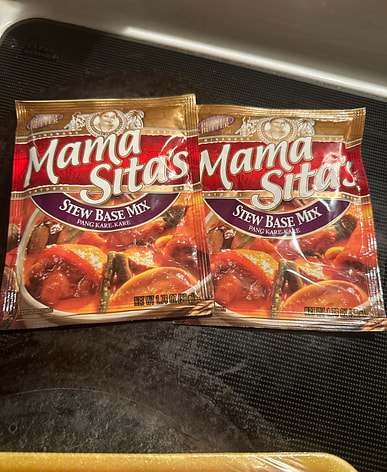 Mama
Sita's
STEW BASE MIX
PANG KARE-KARE
Mama
Sita's
STEW BASE MIX
PANG KARE-KARE